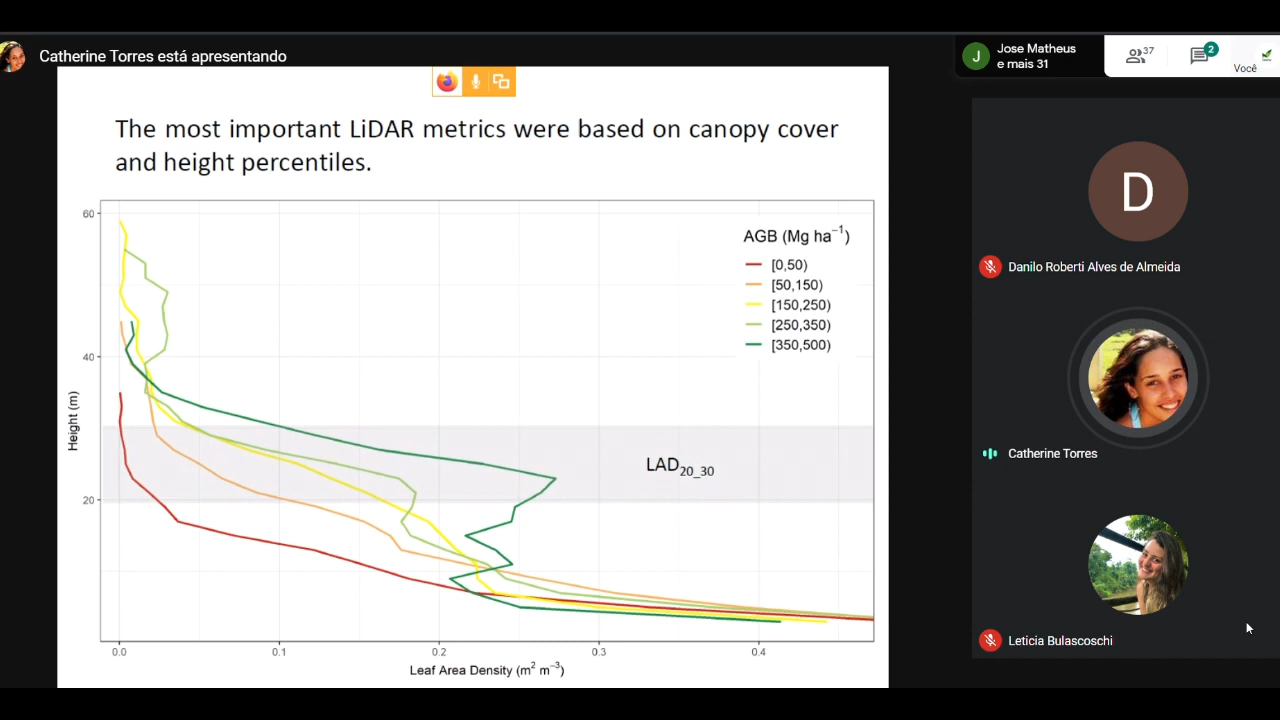 Catherine Torres está apresentando
J
Jose Matheus
e mais 31
37
2
Você
The most important LiDAR metrics were based on canopy cover
and height percentiles.
60
40
20
Height (m)
AGB (Mg ha⁻¹)
[0,50)
[50,150)
[150,250)
[250,350)
[350,500)
LAD₂₀_₃₀
0.0
0.1
0.2
0.3
0.4
Leaf Area Density (m² m⁻³)
D
Danilo Roberti Alves de Almeida
Catherine Torres
Leticia Bulascoschi